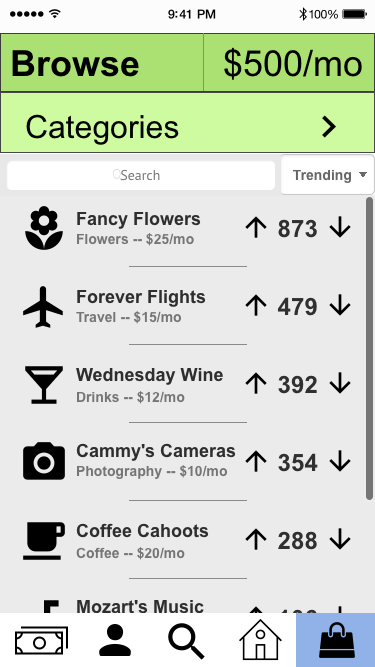 9:41 PM 100%
Browse $500/mo
Categories
Search Trending
Fancy Flowers
Flowers -- $25/mo
873
Forever Flights
Travel -- $15/mo
479
Wednesday Wine
Drinks -- $12/mo
392
Cammy's Cameras
Photography -- $10/mo
354
Coffee Cahoots
Coffee -- $20/mo
288
Mozart's Music